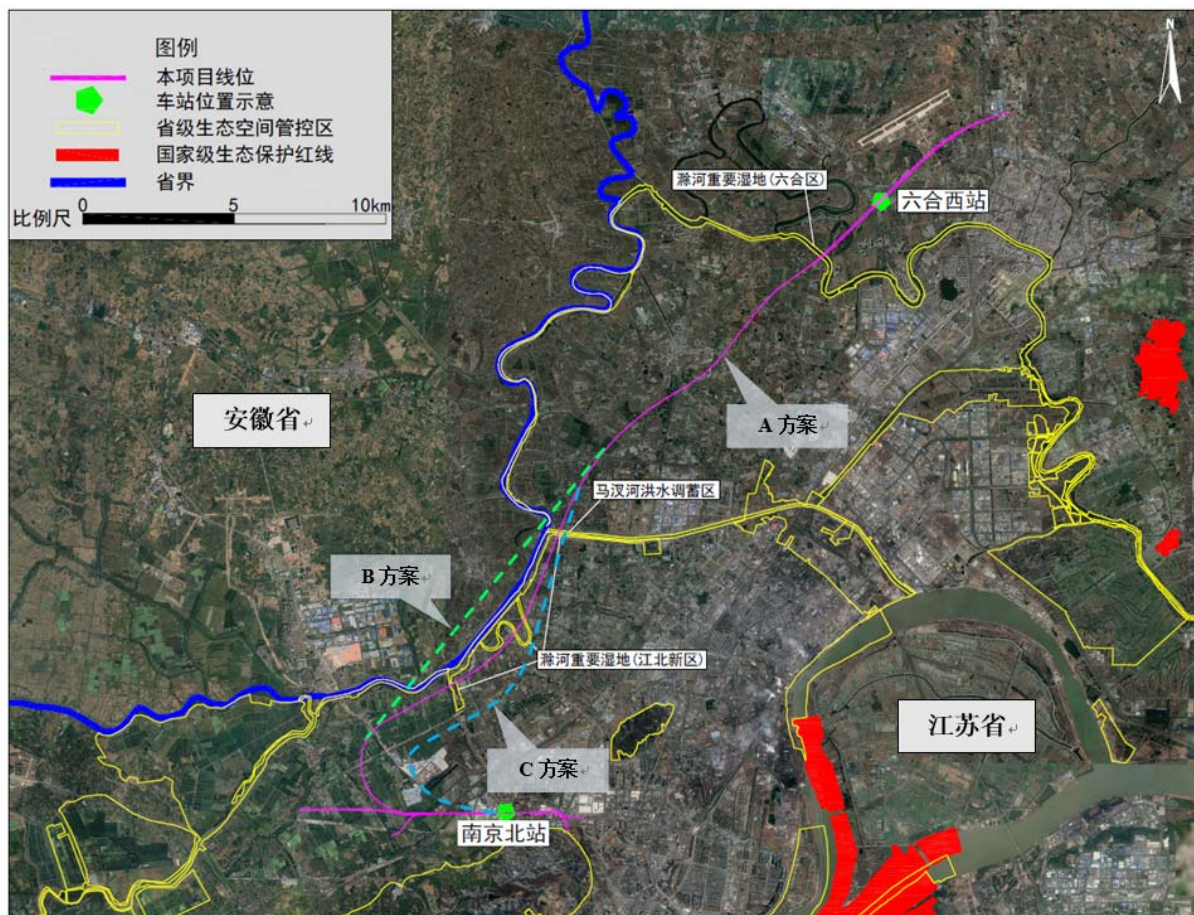 图例
本项目线位
车站位置示意
省级生态空间管控区
国家级生态保护红线
省界
比例尺 0 5 10km
N
滁河重要湿地(六合区)
六合西站
安徽省
A 方案
马汊河洪水调蓄区
B 方案
滁河重要湿地(江北新区)
江苏省
C 方案
南京北站